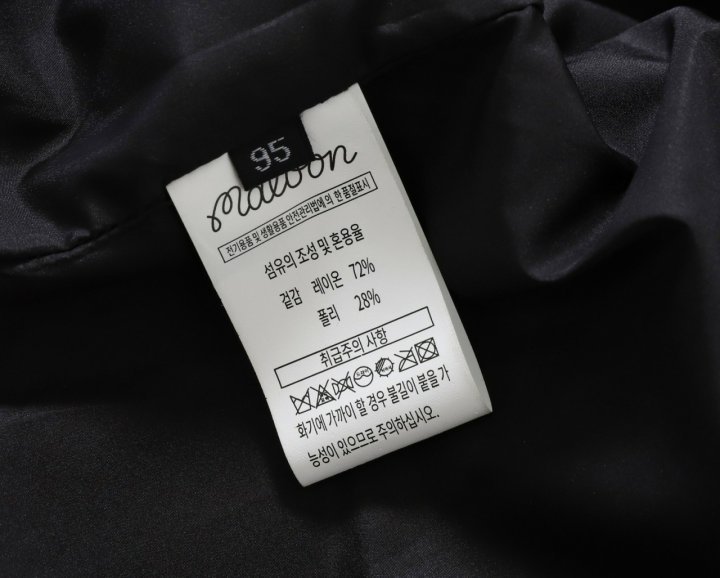 95
maloon
전기용품 및 생활용품 안전관리법에 의한 품질표시
섬유의 조성 및 혼용율
겉감 레이온 72%
폴리 28%
취급주의 사항
화기에 가까이 할 경우 불길이 붙을 가
능성이 있으므로 주의하십시오.